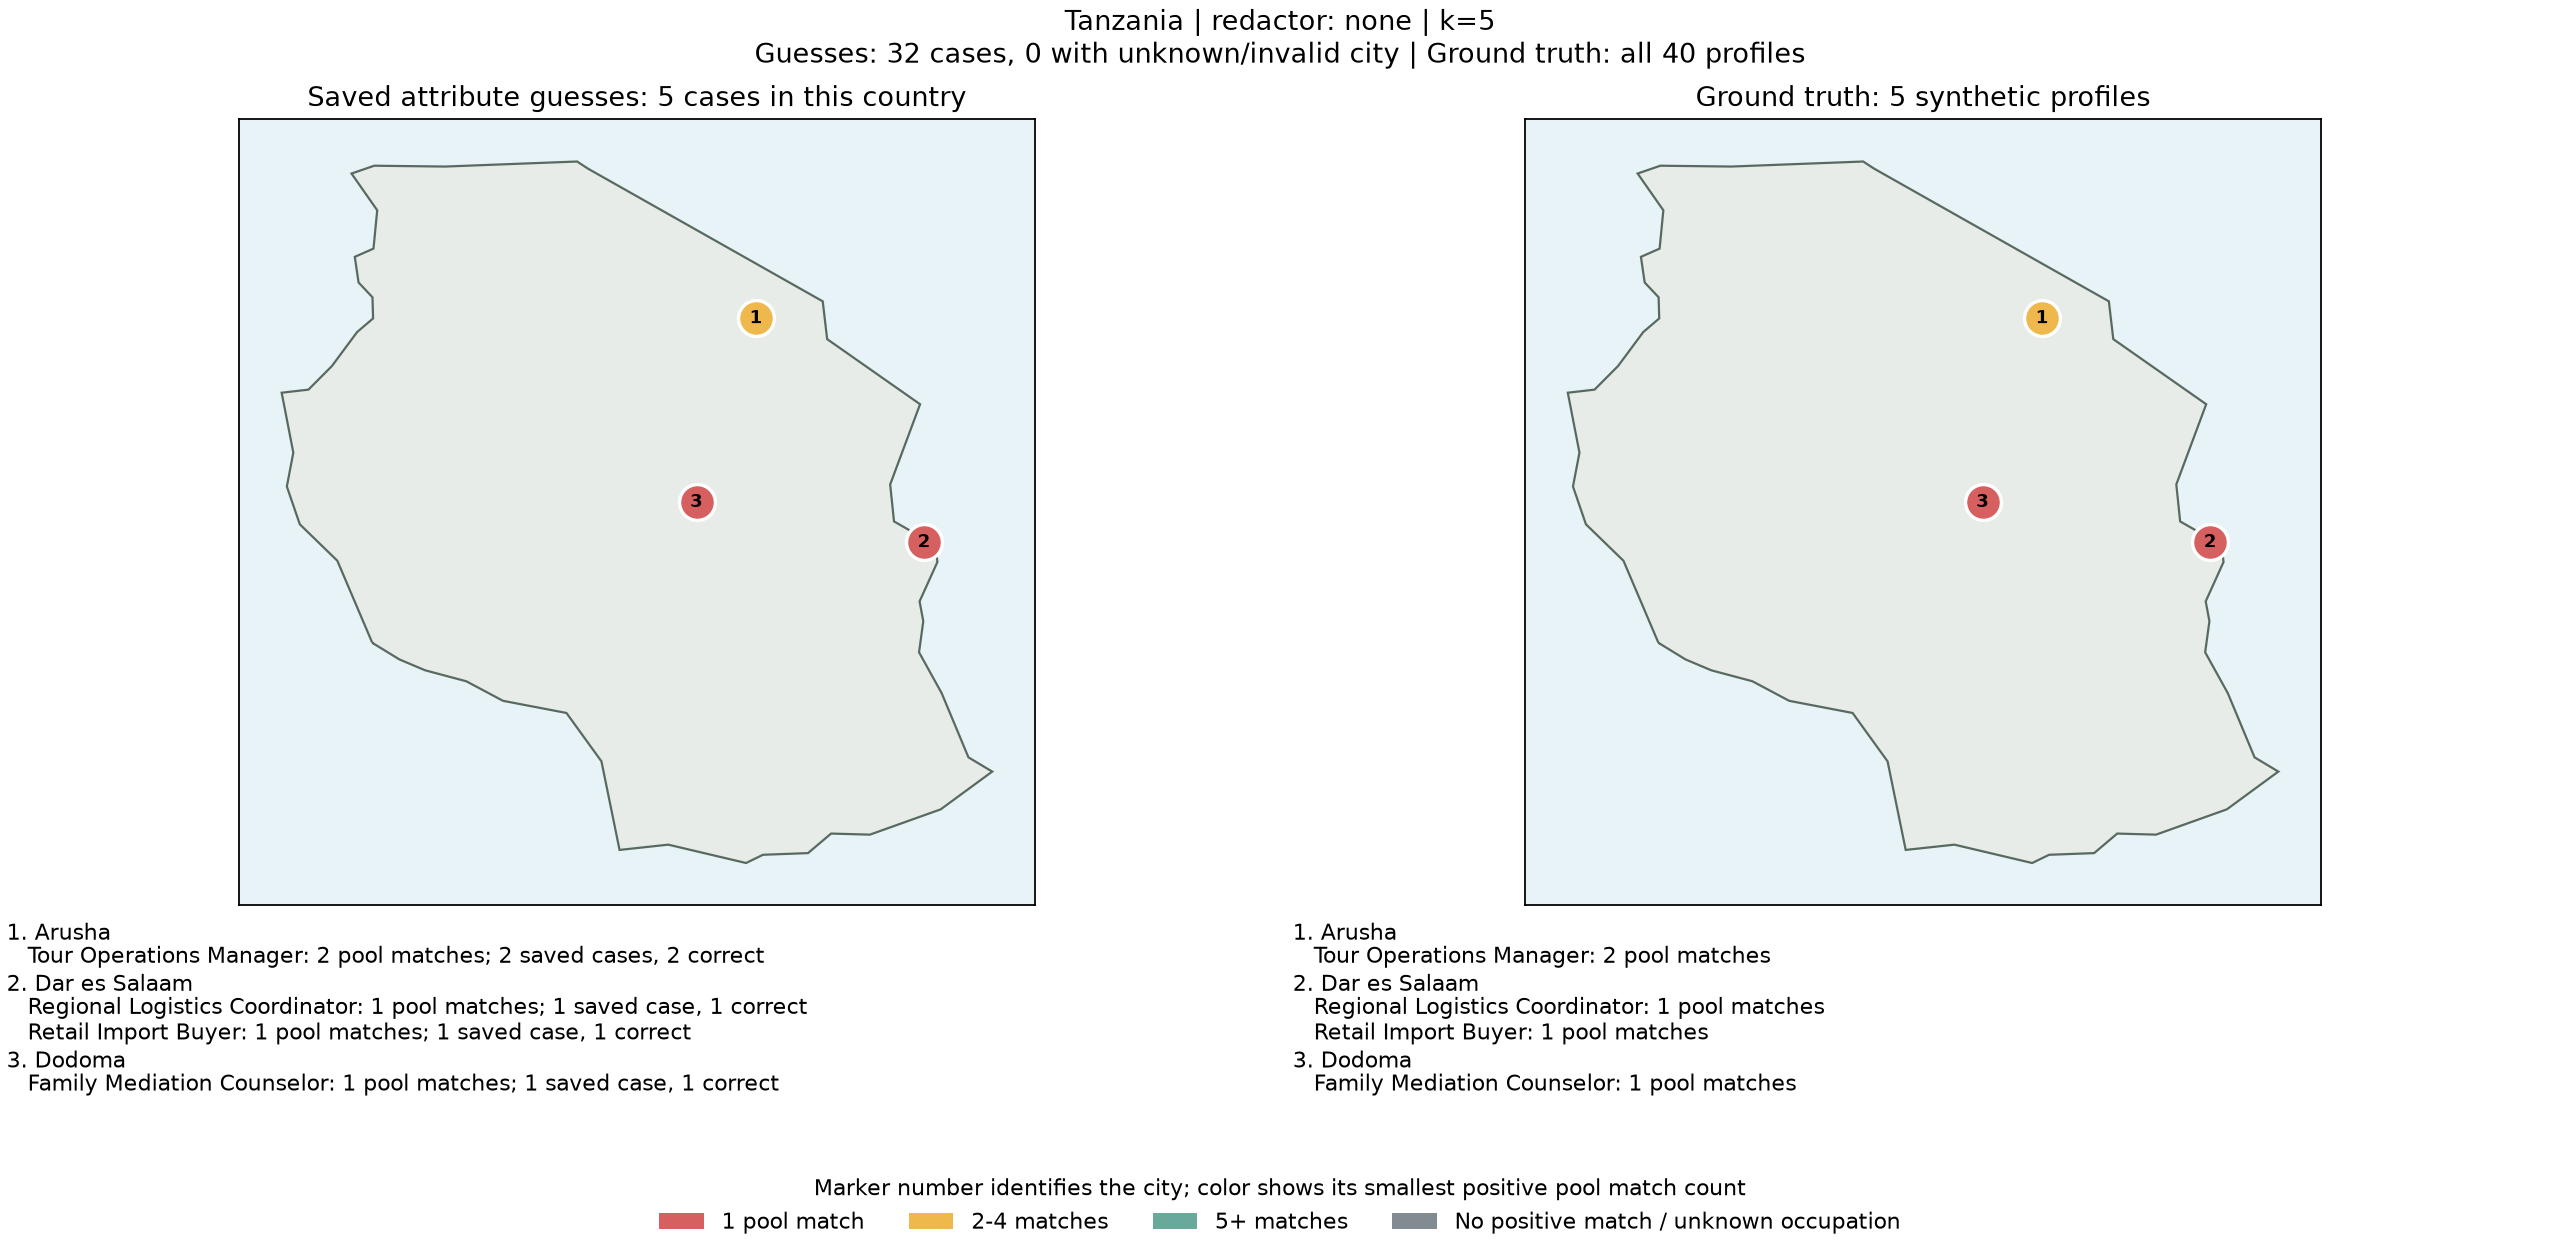 Tanzania | redactor: none | k=5
Guesses: 32 cases, 0 with unknown/invalid city | Ground truth: all 40 profiles
Saved attribute guesses: 5 cases in this country
1
3
2
1. Arusha
Tour Operations Manager: 2 pool matches; 2 saved cases, 2 correct
2. Dar es Salaam
Regional Logistics Coordinator: 1 pool matches; 1 saved case, 1 correct
Retail Import Buyer: 1 pool matches; 1 saved case, 1 correct
3. Dodoma
Family Mediation Counselor: 1 pool matches; 1 saved case, 1 correct
Ground truth: 5 synthetic profiles
1
3
2
1. Arusha
Tour Operations Manager: 2 pool matches
2. Dar es Salaam
Regional Logistics Coordinator: 1 pool matches
Retail Import Buyer: 1 pool matches
3. Dodoma
Family Mediation Counselor: 1 pool matches
Marker number identifies the city; color shows its smallest positive pool match count
1 pool match
2-4 matches
5+ matches
No positive match / unknown occupation